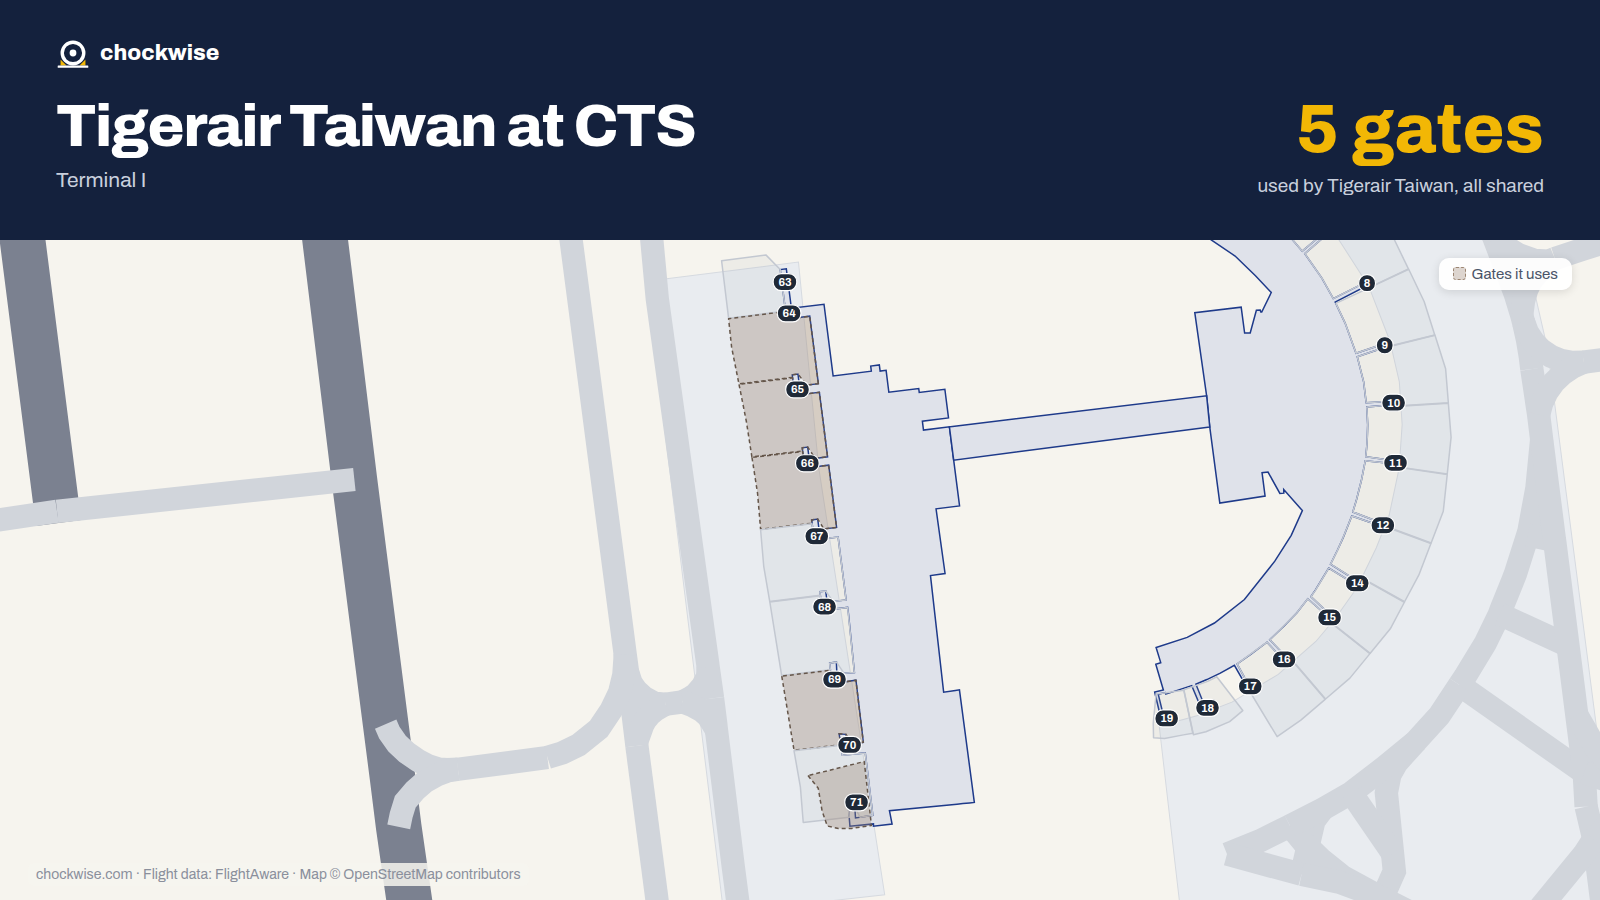 chockwise
Tigerair Taiwan at CTS
Terminal I
5 gates
used by Tigerair Taiwan, all shared
Gates it uses
63
64
65
66
67
68
69
70
71
8
9
10
11
12
14
15
16
17
18
19
chockwise.com · Flight data: FlightAware · Map © OpenStreetMap contributors